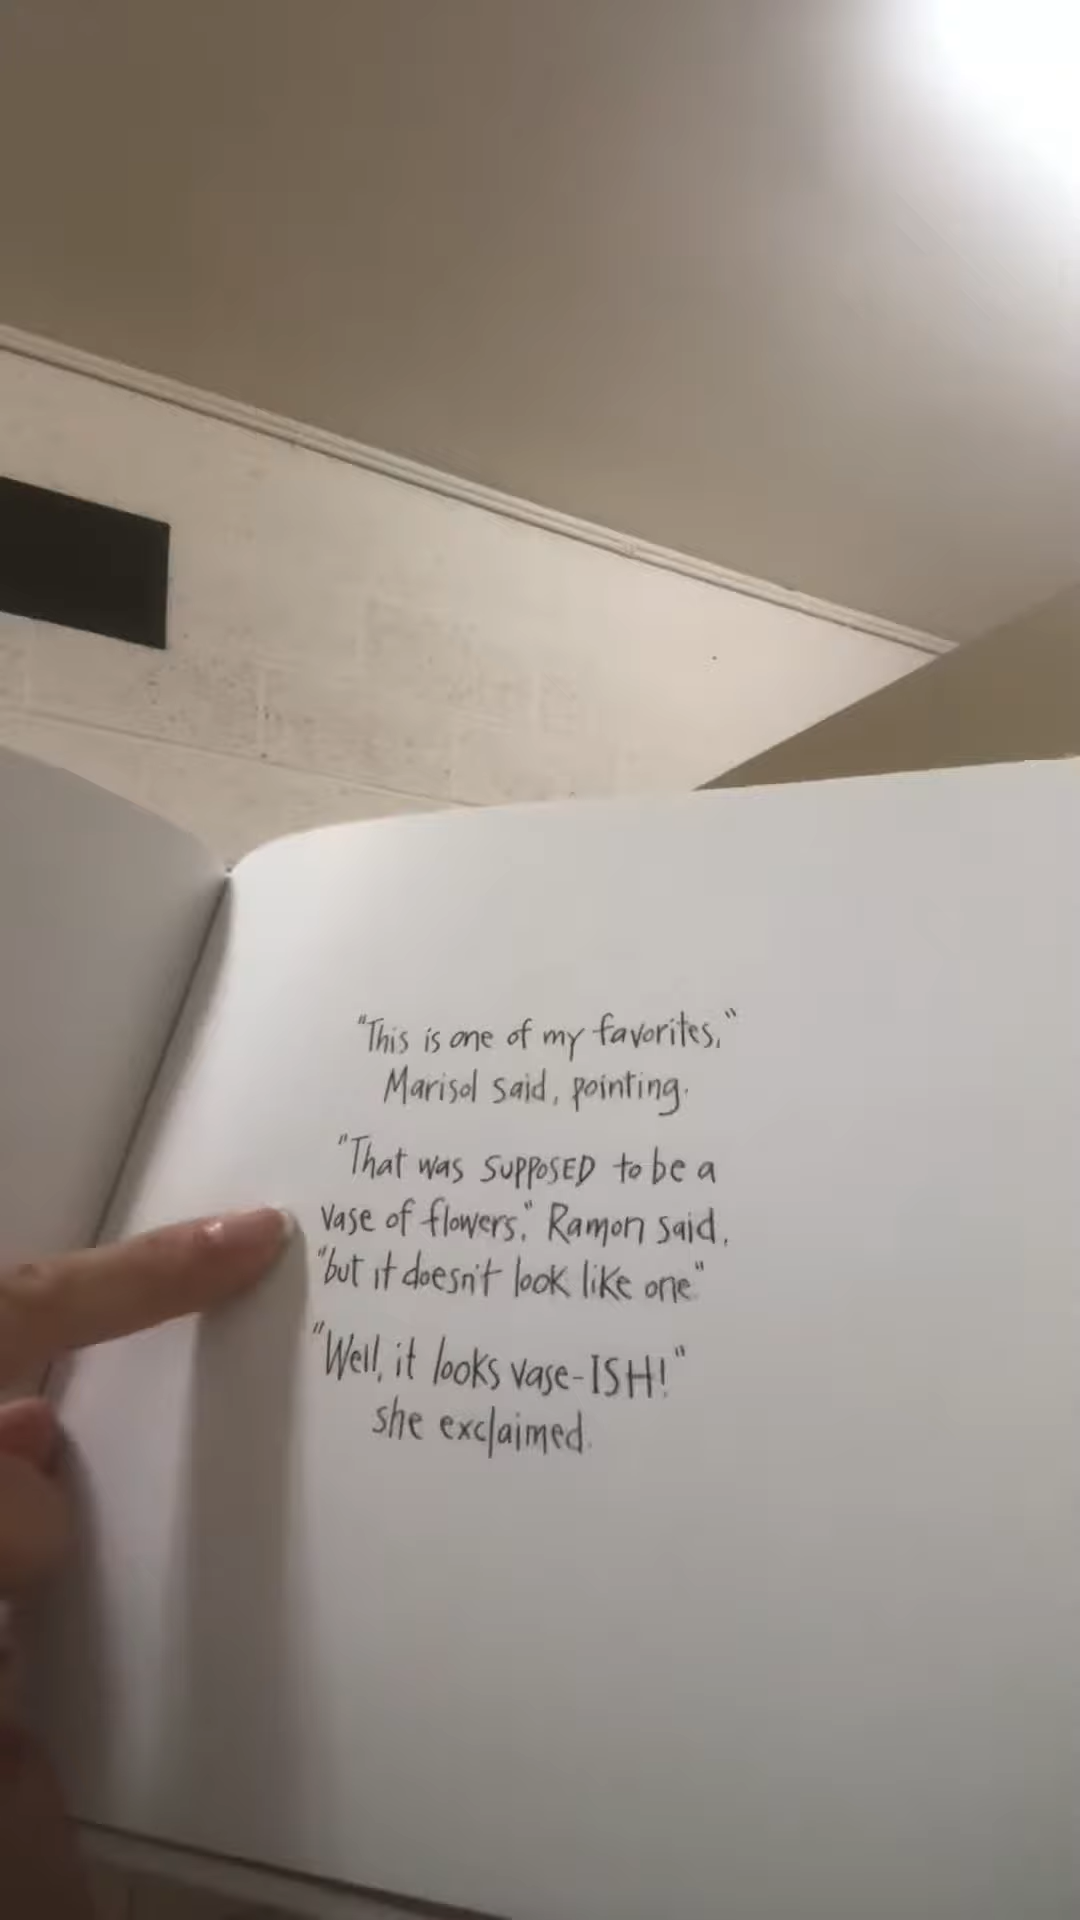 "This is one of my favorites,"
Marisol said, pointing.
"That was SUPPOSED to be a
vase of flowers," Ramon said,
"but it doesn't look like one."
"Well, it looks vase-ISH!"
she exclaimed.